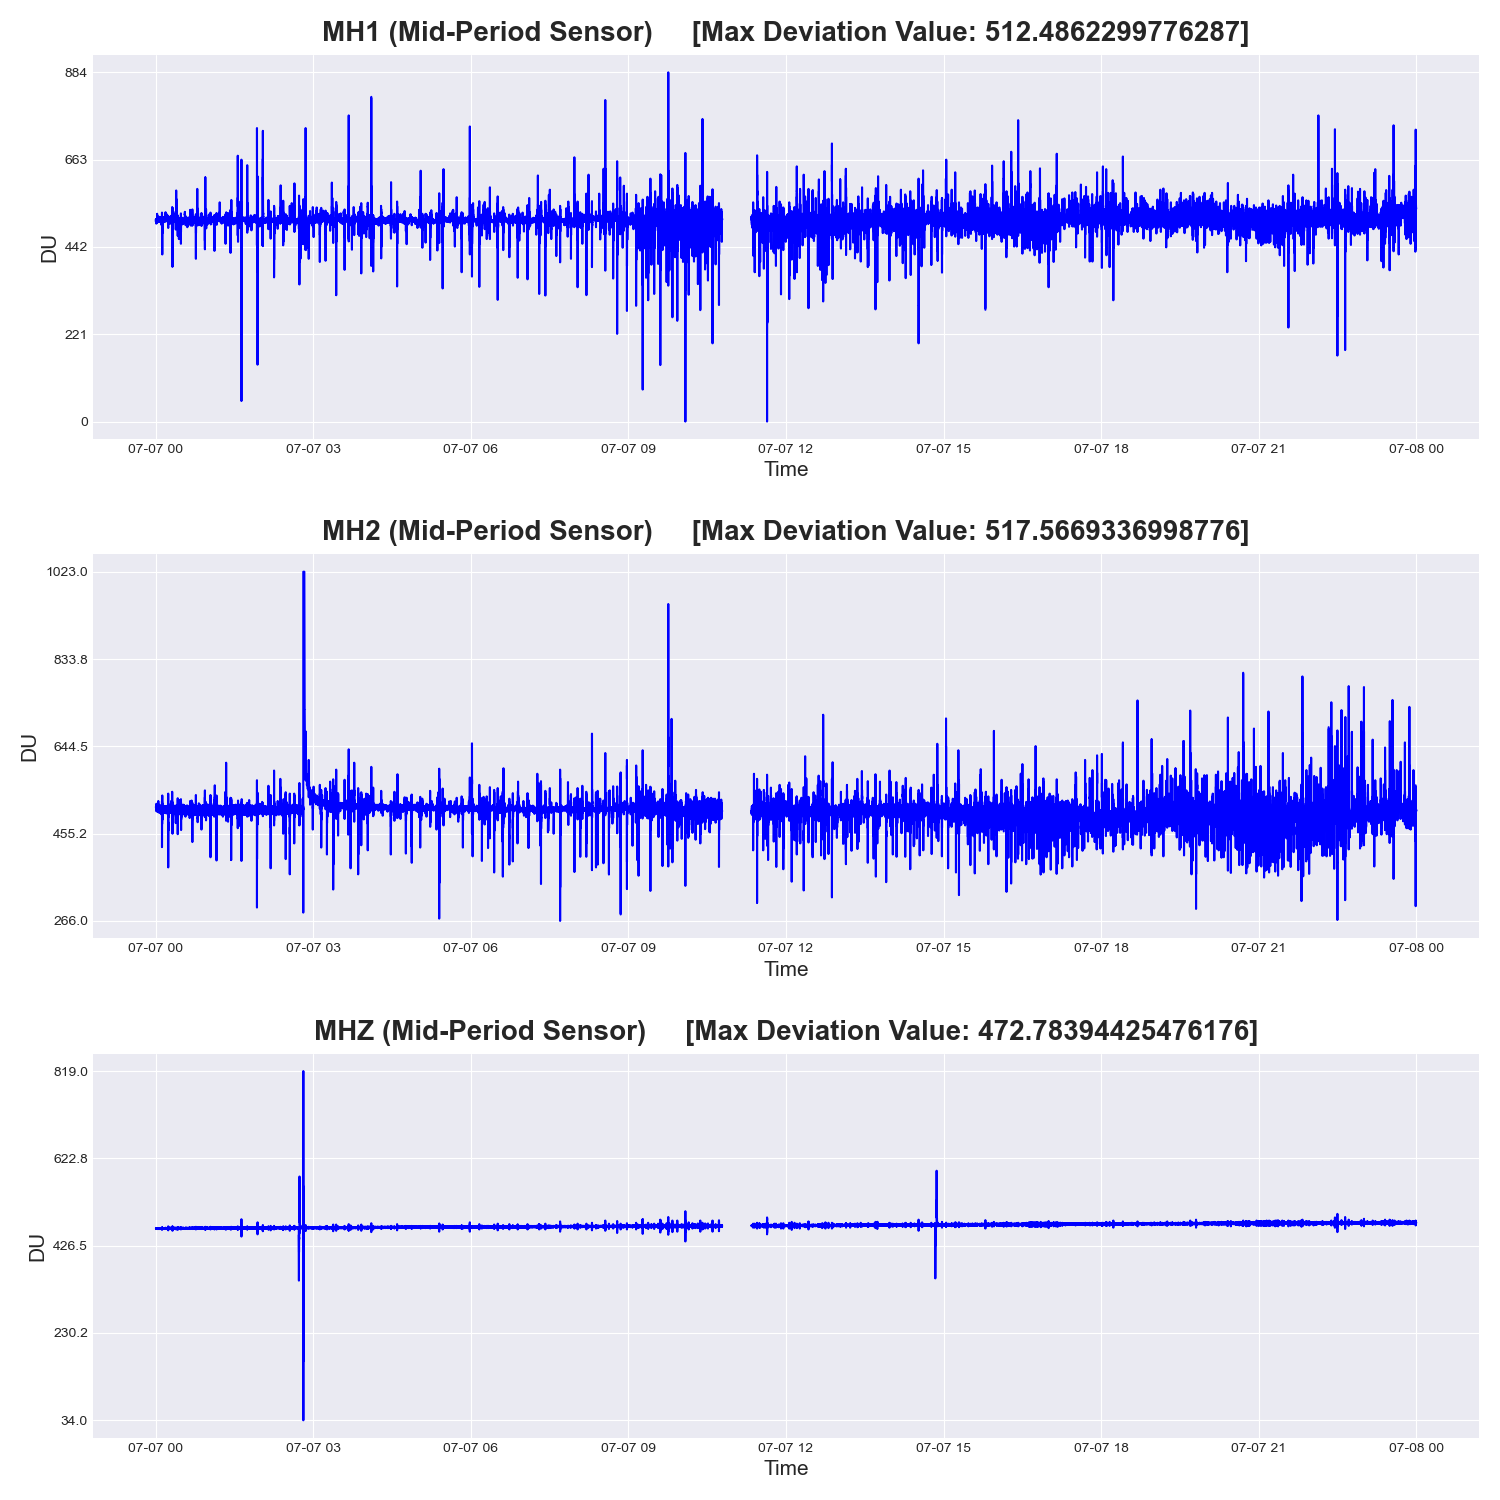 MH1 (Mid-Period Sensor) [Max Deviation Value: 512.4862299776287]
884
663
442
221
0
DU
07-07 00 07-07 03 07-07 06 07-07 09 07-07 12 07-07 15 07-07 18 07-07 21 07-08 00
Time
MH2 (Mid-Period Sensor) [Max Deviation Value: 517.5669336998776]
1023.0
833.8
644.5
455.2
266.0
DU
07-07 00 07-07 03 07-07 06 07-07 09 07-07 12 07-07 15 07-07 18 07-07 21 07-08 00
Time
MHZ (Mid-Period Sensor) [Max Deviation Value: 472.78394425476176]
819.0
622.8
426.5
230.2
34.0
DU
07-07 00 07-07 03 07-07 06 07-07 09 07-07 12 07-07 15 07-07 18 07-07 21 07-08 00
Time